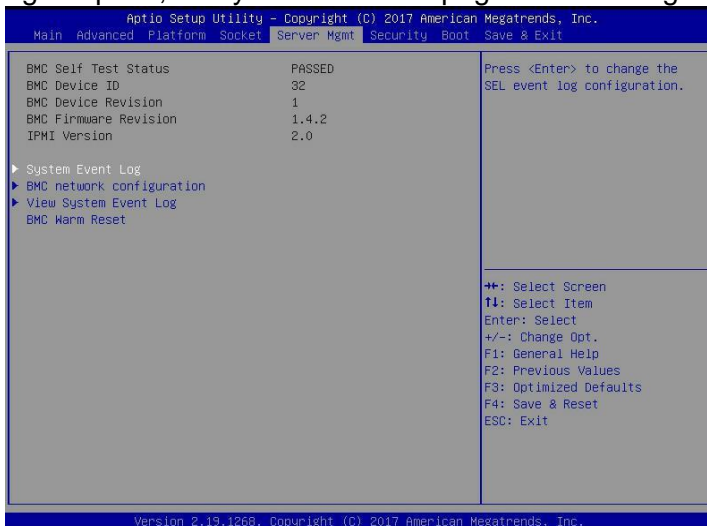 Aptio Setup Utility – Copyright (C) 2017 American Megatrends, Inc.
Main Advanced Platform Socket Server Mgmt Security Boot Save & Exit
BMC Self Test Status PASSED
BMC Device ID 32
BMC Device Revision 1
BMC Firmware Revision 1.4.2
IPMI Version 2.0
System Event Log
BMC network configuration
View System Event Log
BMC Warm Reset
Press <Enter> to change the
SEL event log configuration.
→←: Select Screen
↑↓: Select Item
Enter: Select
+/-: Change Opt.
F1: General Help
F2: Previous Values
F3: Optimized Defaults
F4: Save & Reset
ESC: Exit
Version 2.19.1268. Copyright (C) 2017 American Megatrends, Inc.